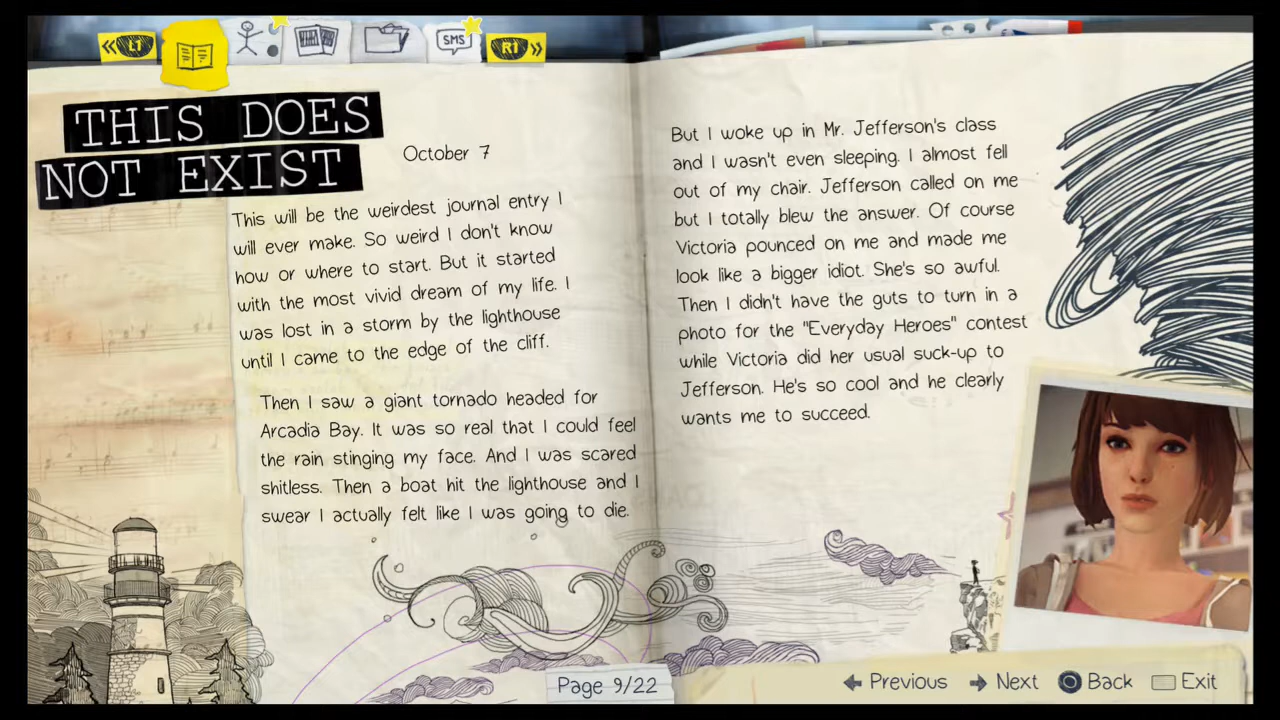 L1
SMS
R1
THIS DOES
NOT EXIST
October 7
This will be the weirdest journal entry I
will ever make. So weird I don't know
how or where to start. But it started
with the most vivid dream of my life. I
was lost in a storm by the lighthouse
until I came to the edge of the cliff.
Then I saw a giant tornado headed for
Arcadia Bay. It was so real that I could feel
the rain stinging my face. And I was scared
shitless. Then a boat hit the lighthouse and I
swear I actually felt like I was going to die.
But I woke up in Mr. Jefferson's class
and I wasn't even sleeping. I almost fell
out of my chair. Jefferson called on me
but I totally blew the answer. Of course
Victoria pounced on me and made me
look like a bigger idiot. She's so awful.
Then I didn't have the guts to turn in a
photo for the "Everyday Heroes" contest
while Victoria did her usual suck-up to
Jefferson. He's so cool and he clearly
wants me to succeed.
Page 9/22
Previous
Next
Back
Exit